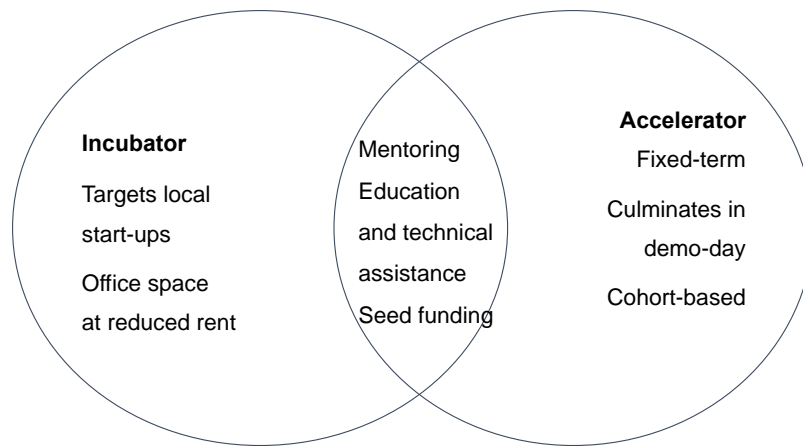 Incubator
Targets local
start-ups
Office space
at reduced rent
Mentoring
Education
and technical
assistance
Seed funding
Accelerator
Fixed-term
Culminates in
demo-day
Cohort-based